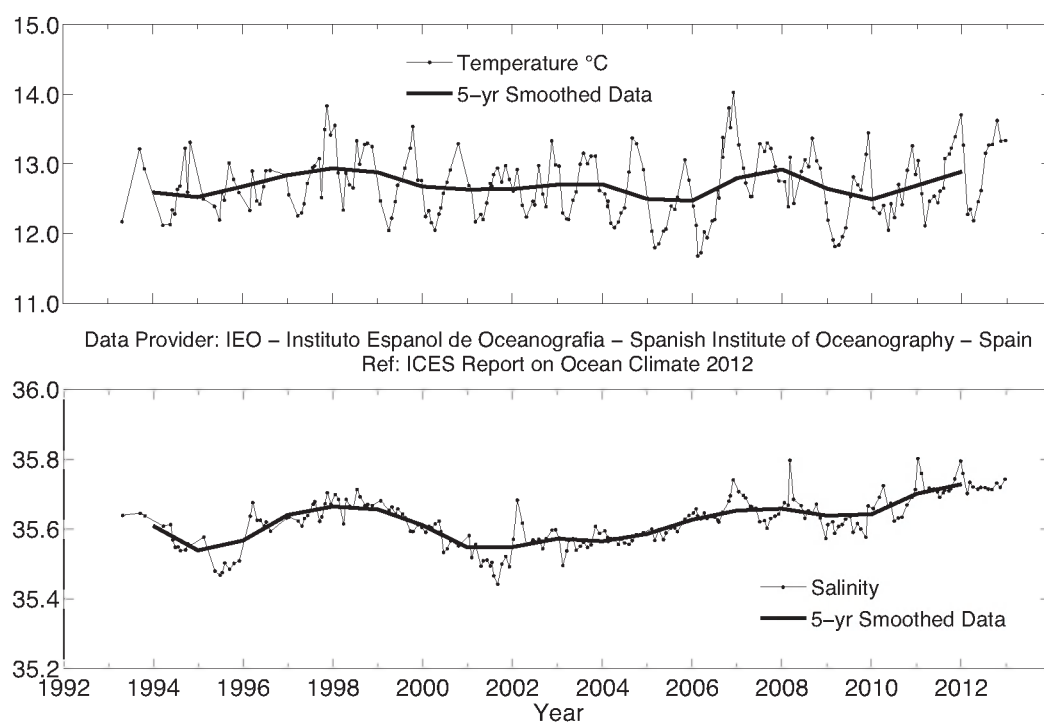 15.0
14.0
13.0
12.0
11.0
Temperature °C
5-yr Smoothed Data
Data Provider: IEO – Instituto Espanol de Oceanografia – Spanish Institute of Oceanography – Spain
Ref: ICES Report on Ocean Climate 2012
36.0
35.8
35.6
35.4
35.2
Salinity
5-yr Smoothed Data
1992 1994 1996 1998 2000 2002 2004 2006 2008 2010 2012
Year